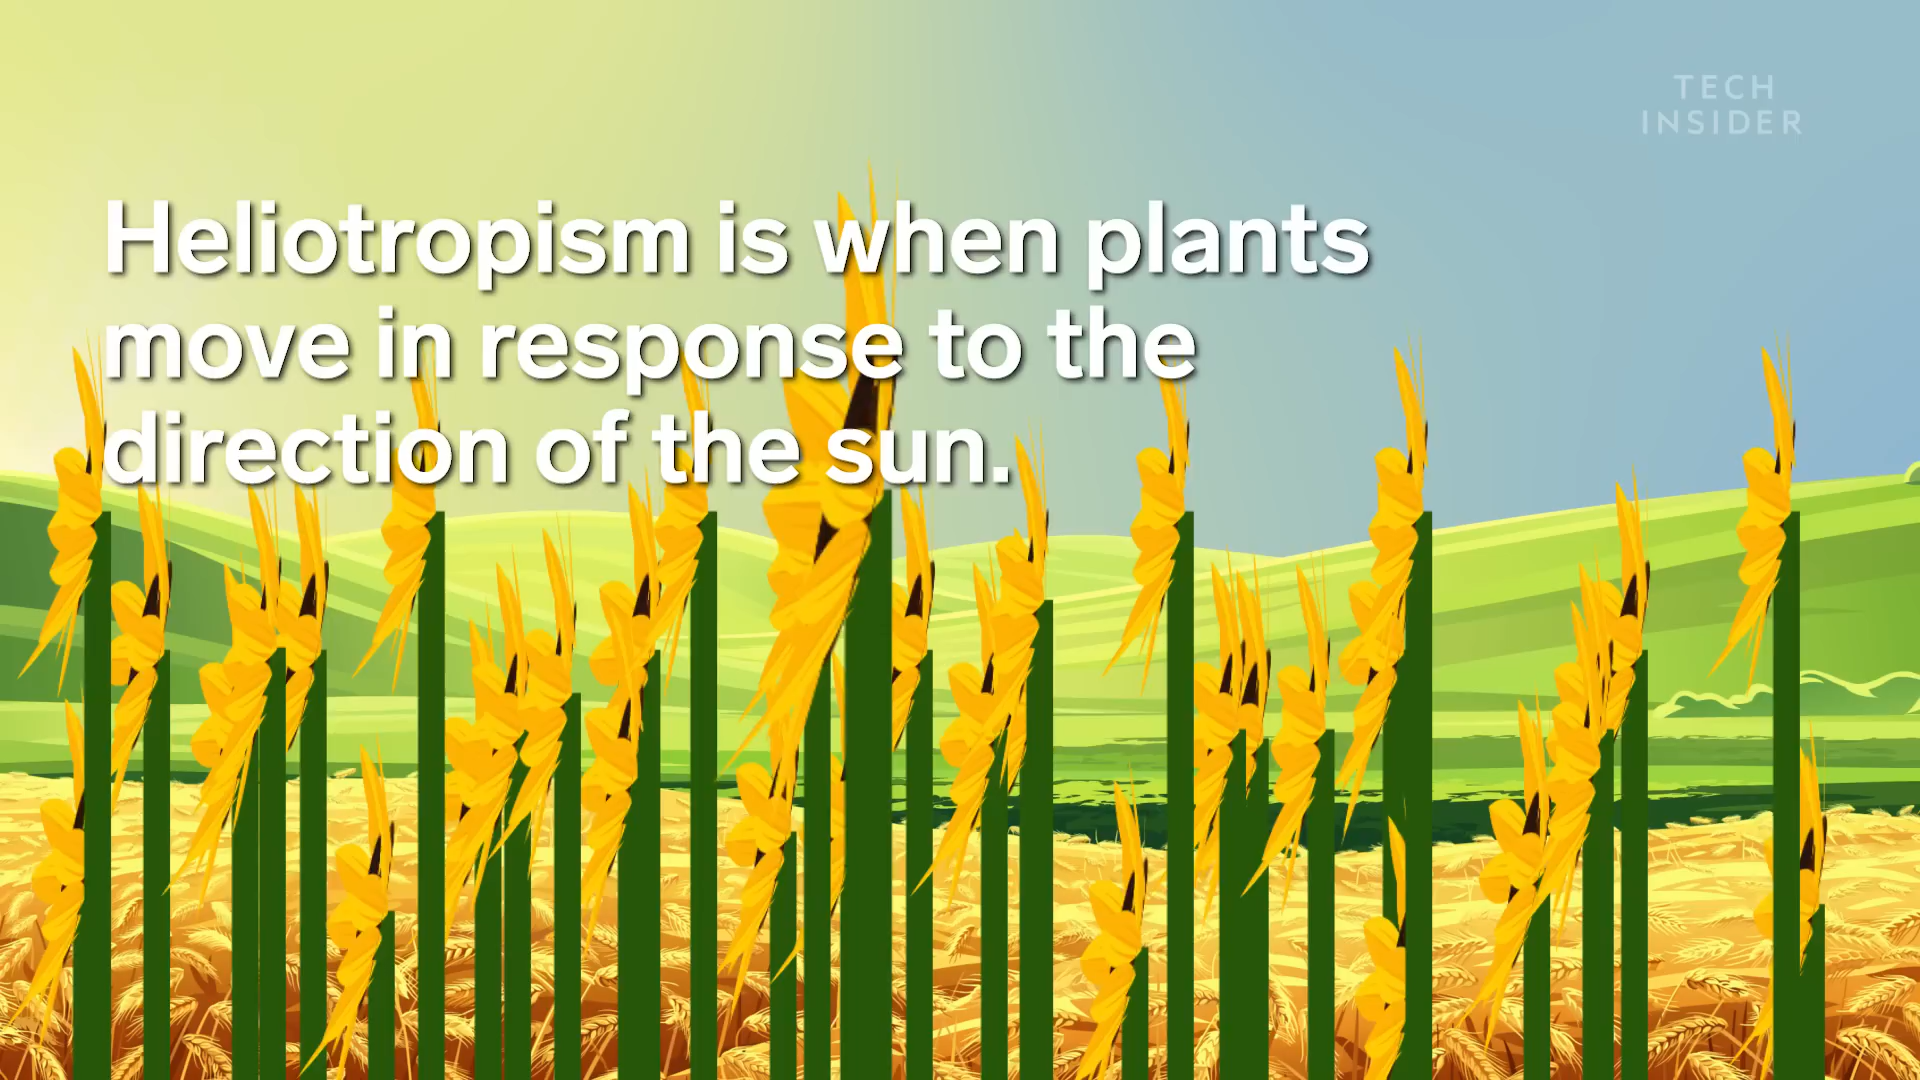 TECH
INSIDER
Heliotropism is when plants
move in response to the
direction of the sun.